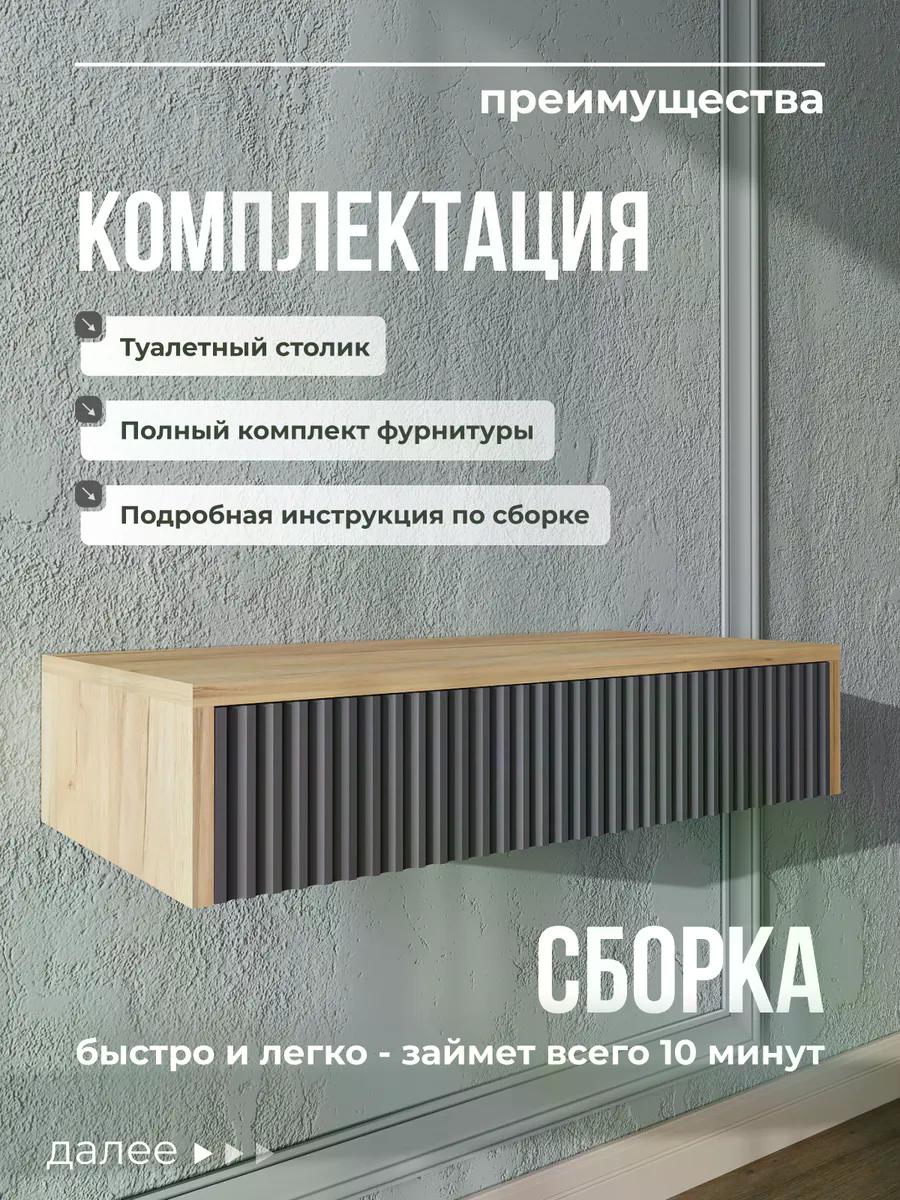 преимущества
КОМПЛЕКТАЦИЯ
Туалетный столик
Полный комплект фурнитуры
Подробная инструкция по сборке
СБОРКА
быстро и легко - займет всего 10 минут
далее